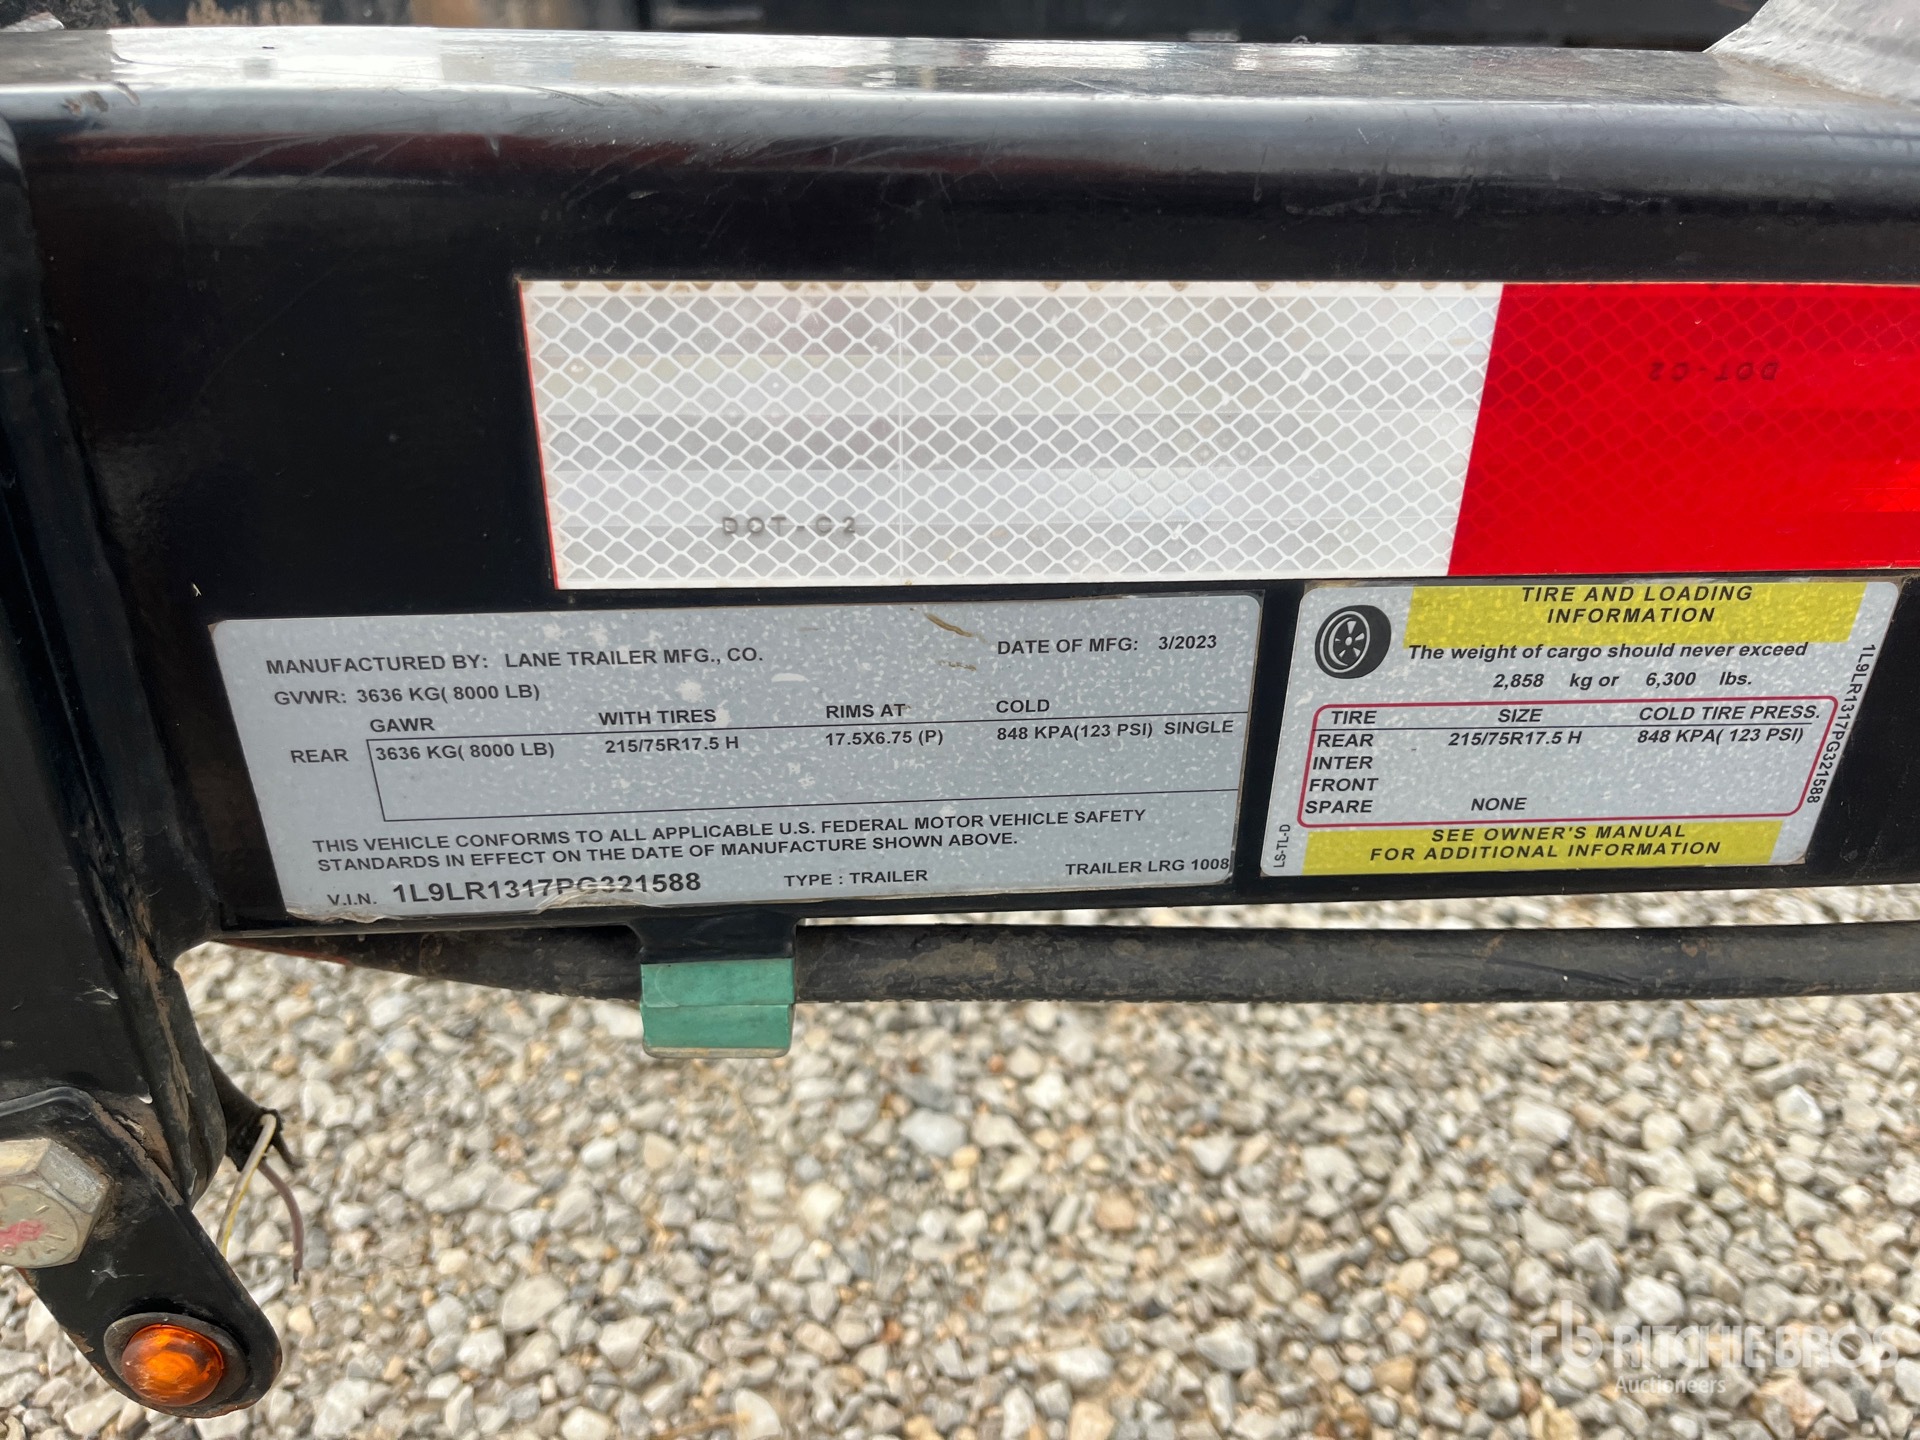 DOT-C2
DOT-C2
MANUFACTURED BY: LANE TRAILER MFG., CO. DATE OF MFG: 3/2023
GVWR: 3636 KG( 8000 LB)
GAWR WITH TIRES RIMS AT COLD
REAR 3636 KG( 8000 LB) 215/75R17.5 H 17.5X6.75 (P) 848 KPA(123 PSI) SINGLE
THIS VEHICLE CONFORMS TO ALL APPLICABLE U.S. FEDERAL MOTOR VEHICLE SAFETY
STANDARDS IN EFFECT ON THE DATE OF MANUFACTURE SHOWN ABOVE.
V.I.N. 1L9LR1317PG321588 TYPE : TRAILER TRAILER LRG 1008
TIRE AND LOADING
INFORMATION
The weight of cargo should never exceed
2,858 kg or 6,300 lbs.
TIRE SIZE COLD TIRE PRESS.
REAR 215/75R17.5 H 848 KPA( 123 PSI)
INTER
FRONT
SPARE NONE
SEE OWNER'S MANUAL
FOR ADDITIONAL INFORMATION
LS-TL-D
1L9LR1317PG321588
rb RITCHIE BROS
Auctioneers